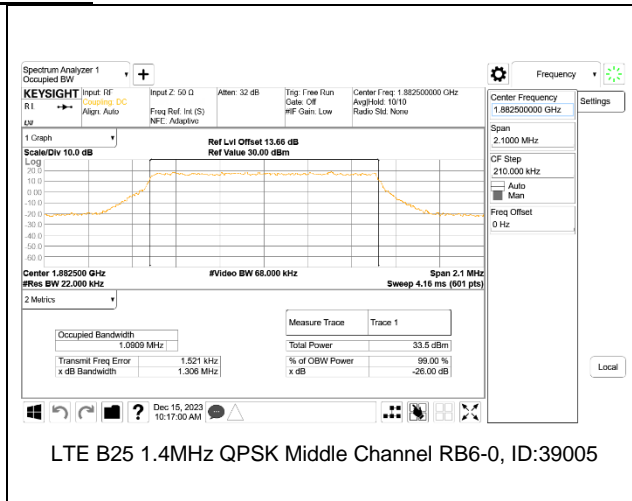 Spectrum Analyzer 1
Occupied BW
Frequency
KEYSIGHT
Input: RF
Coupling: DC
Align: Auto
Input Z: 50 Ω
Freq Ref: Int (S)
NFE: Adaptive
Atten: 32 dB
Trig: Free Run
Gate: Off
#IF Gain: Low
Center Freq: 1.882500000 GHz
Avg|Hold: 10/10
Radio Std: None
Center Frequency
1.882500000 GHz
Settings
Span
2.1000 MHz
CF Step
210.000 kHz
Auto
Man
Freq Offset
0 Hz
1 Graph
Scale/Div 10.0 dB
Ref Lvl Offset 13.66 dB
Ref Value 30.00 dBm
Log
20.0
10.0
0.00
-10.0
-20.0
-30.0
-40.0
-50.0
-60.0
Center 1.882500 GHz
#Video BW 68.000 kHz
Span 2.1 MHz
#Res BW 22.000 kHz
Sweep 4.16 ms (601 pts)
2 Metrics
Measure Trace
Trace 1
Occupied Bandwidth
1.0909 MHz
Total Power
33.5 dBm
Transmit Freq Error
1.521 kHz
% of OBW Power
99.00 %
x dB Bandwidth
1.306 MHz
x dB
-26.00 dB
Local
Dec 15, 2023
10:17:00 AM
LTE B25 1.4MHz QPSK Middle Channel RB6-0, ID:39005